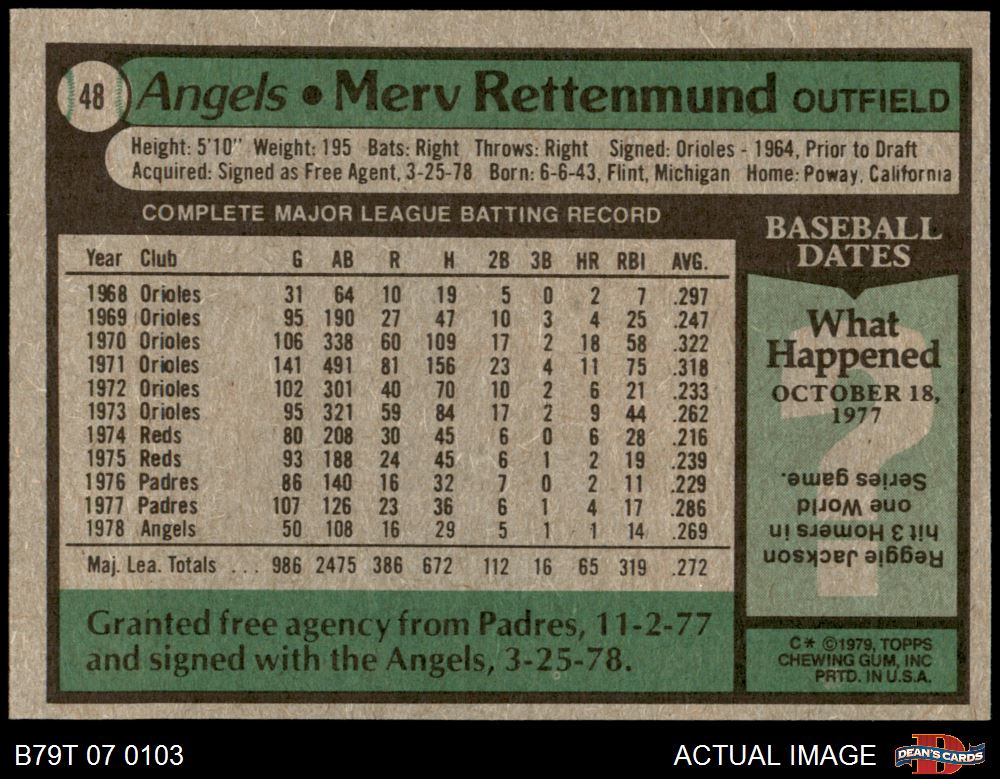 48 Angels • Merv Rettenmund OUTFIELD
Height: 5'10" Weight: 195 Bats: Right Throws: Right Signed: Orioles - 1964, Prior to Draft
Acquired: Signed as Free Agent, 3-25-78 Born: 6-6-43, Flint, Michigan Home: Poway, California
COMPLETE MAJOR LEAGUE BATTING RECORD
Year Club G AB R H 2B 3B HR RBI AVG.
1968 Orioles 31 64 10 19 5 0 2 7 .297
1969 Orioles 95 190 27 47 10 3 4 25 .247
1970 Orioles 106 338 60 109 17 2 18 58 .322
1971 Orioles 141 491 81 156 23 4 11 75 .318
1972 Orioles 102 301 40 70 10 2 6 21 .233
1973 Orioles 95 321 59 84 17 2 9 44 .262
1974 Reds 80 208 30 45 6 0 6 28 .216
1975 Reds 93 188 24 45 6 1 2 19 .239
1976 Padres 86 140 16 32 7 0 2 11 .229
1977 Padres 107 126 23 36 6 1 4 17 .286
1978 Angels 50 108 16 29 5 1 1 14 .269
Maj. Lea. Totals ... 986 2475 386 672 112 16 65 319 .272
Granted free agency from Padres, 11-2-77
and signed with the Angels, 3-25-78.
BASEBALL
DATES
What
Happened
OCTOBER 18,
1977
?
Reggie Jackson
hit 3 Homers in
one World
Series game.
C* ©1979, TOPPS
CHEWING GUM, INC
PRTD. IN U.S.A.
B79T 07 0103
ACTUAL IMAGE
D
DEAN'S CARDS